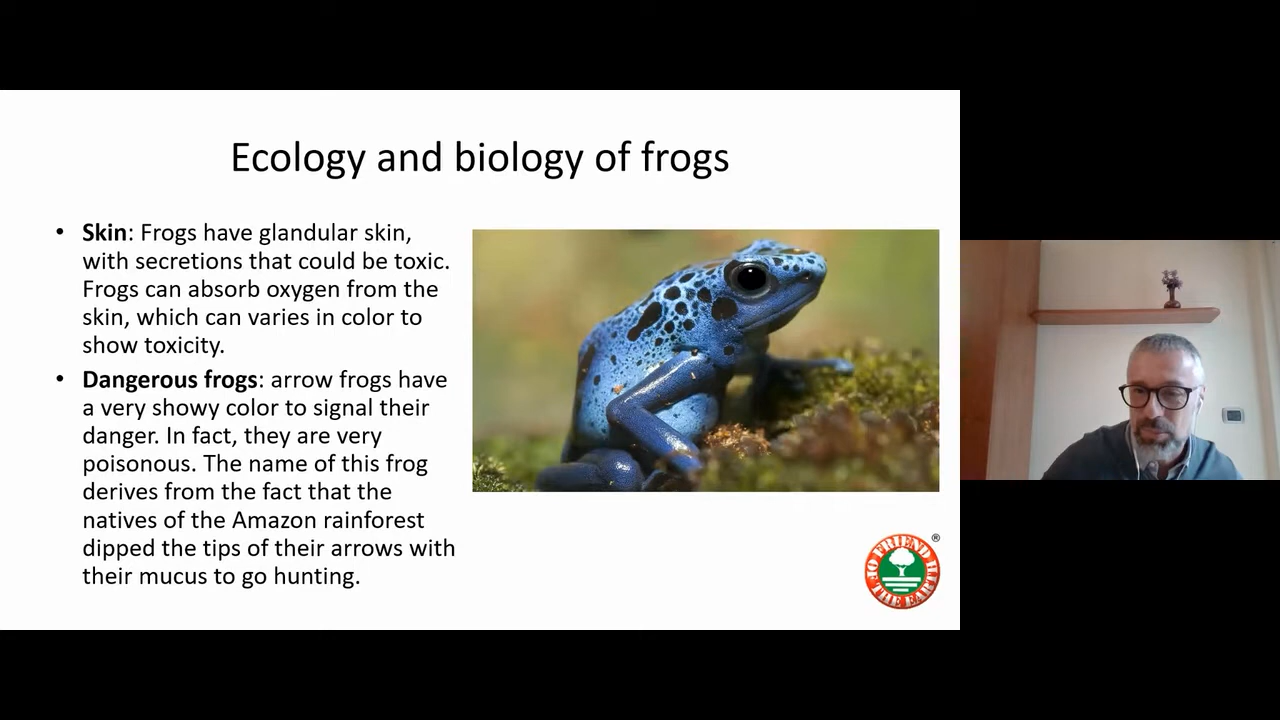 Ecology and biology of frogs
• Skin: Frogs have glandular skin,
with secretions that could be toxic.
Frogs can absorb oxygen from the
skin, which can varies in color to
show toxicity.
• Dangerous frogs: arrow frogs have
a very showy color to signal their
danger. In fact, they are very
poisonous. The name of this frog
derives from the fact that the
natives of the Amazon rainforest
dipped the tips of their arrows with
their mucus to go hunting.
®
FRIEND
OF THE EARTH